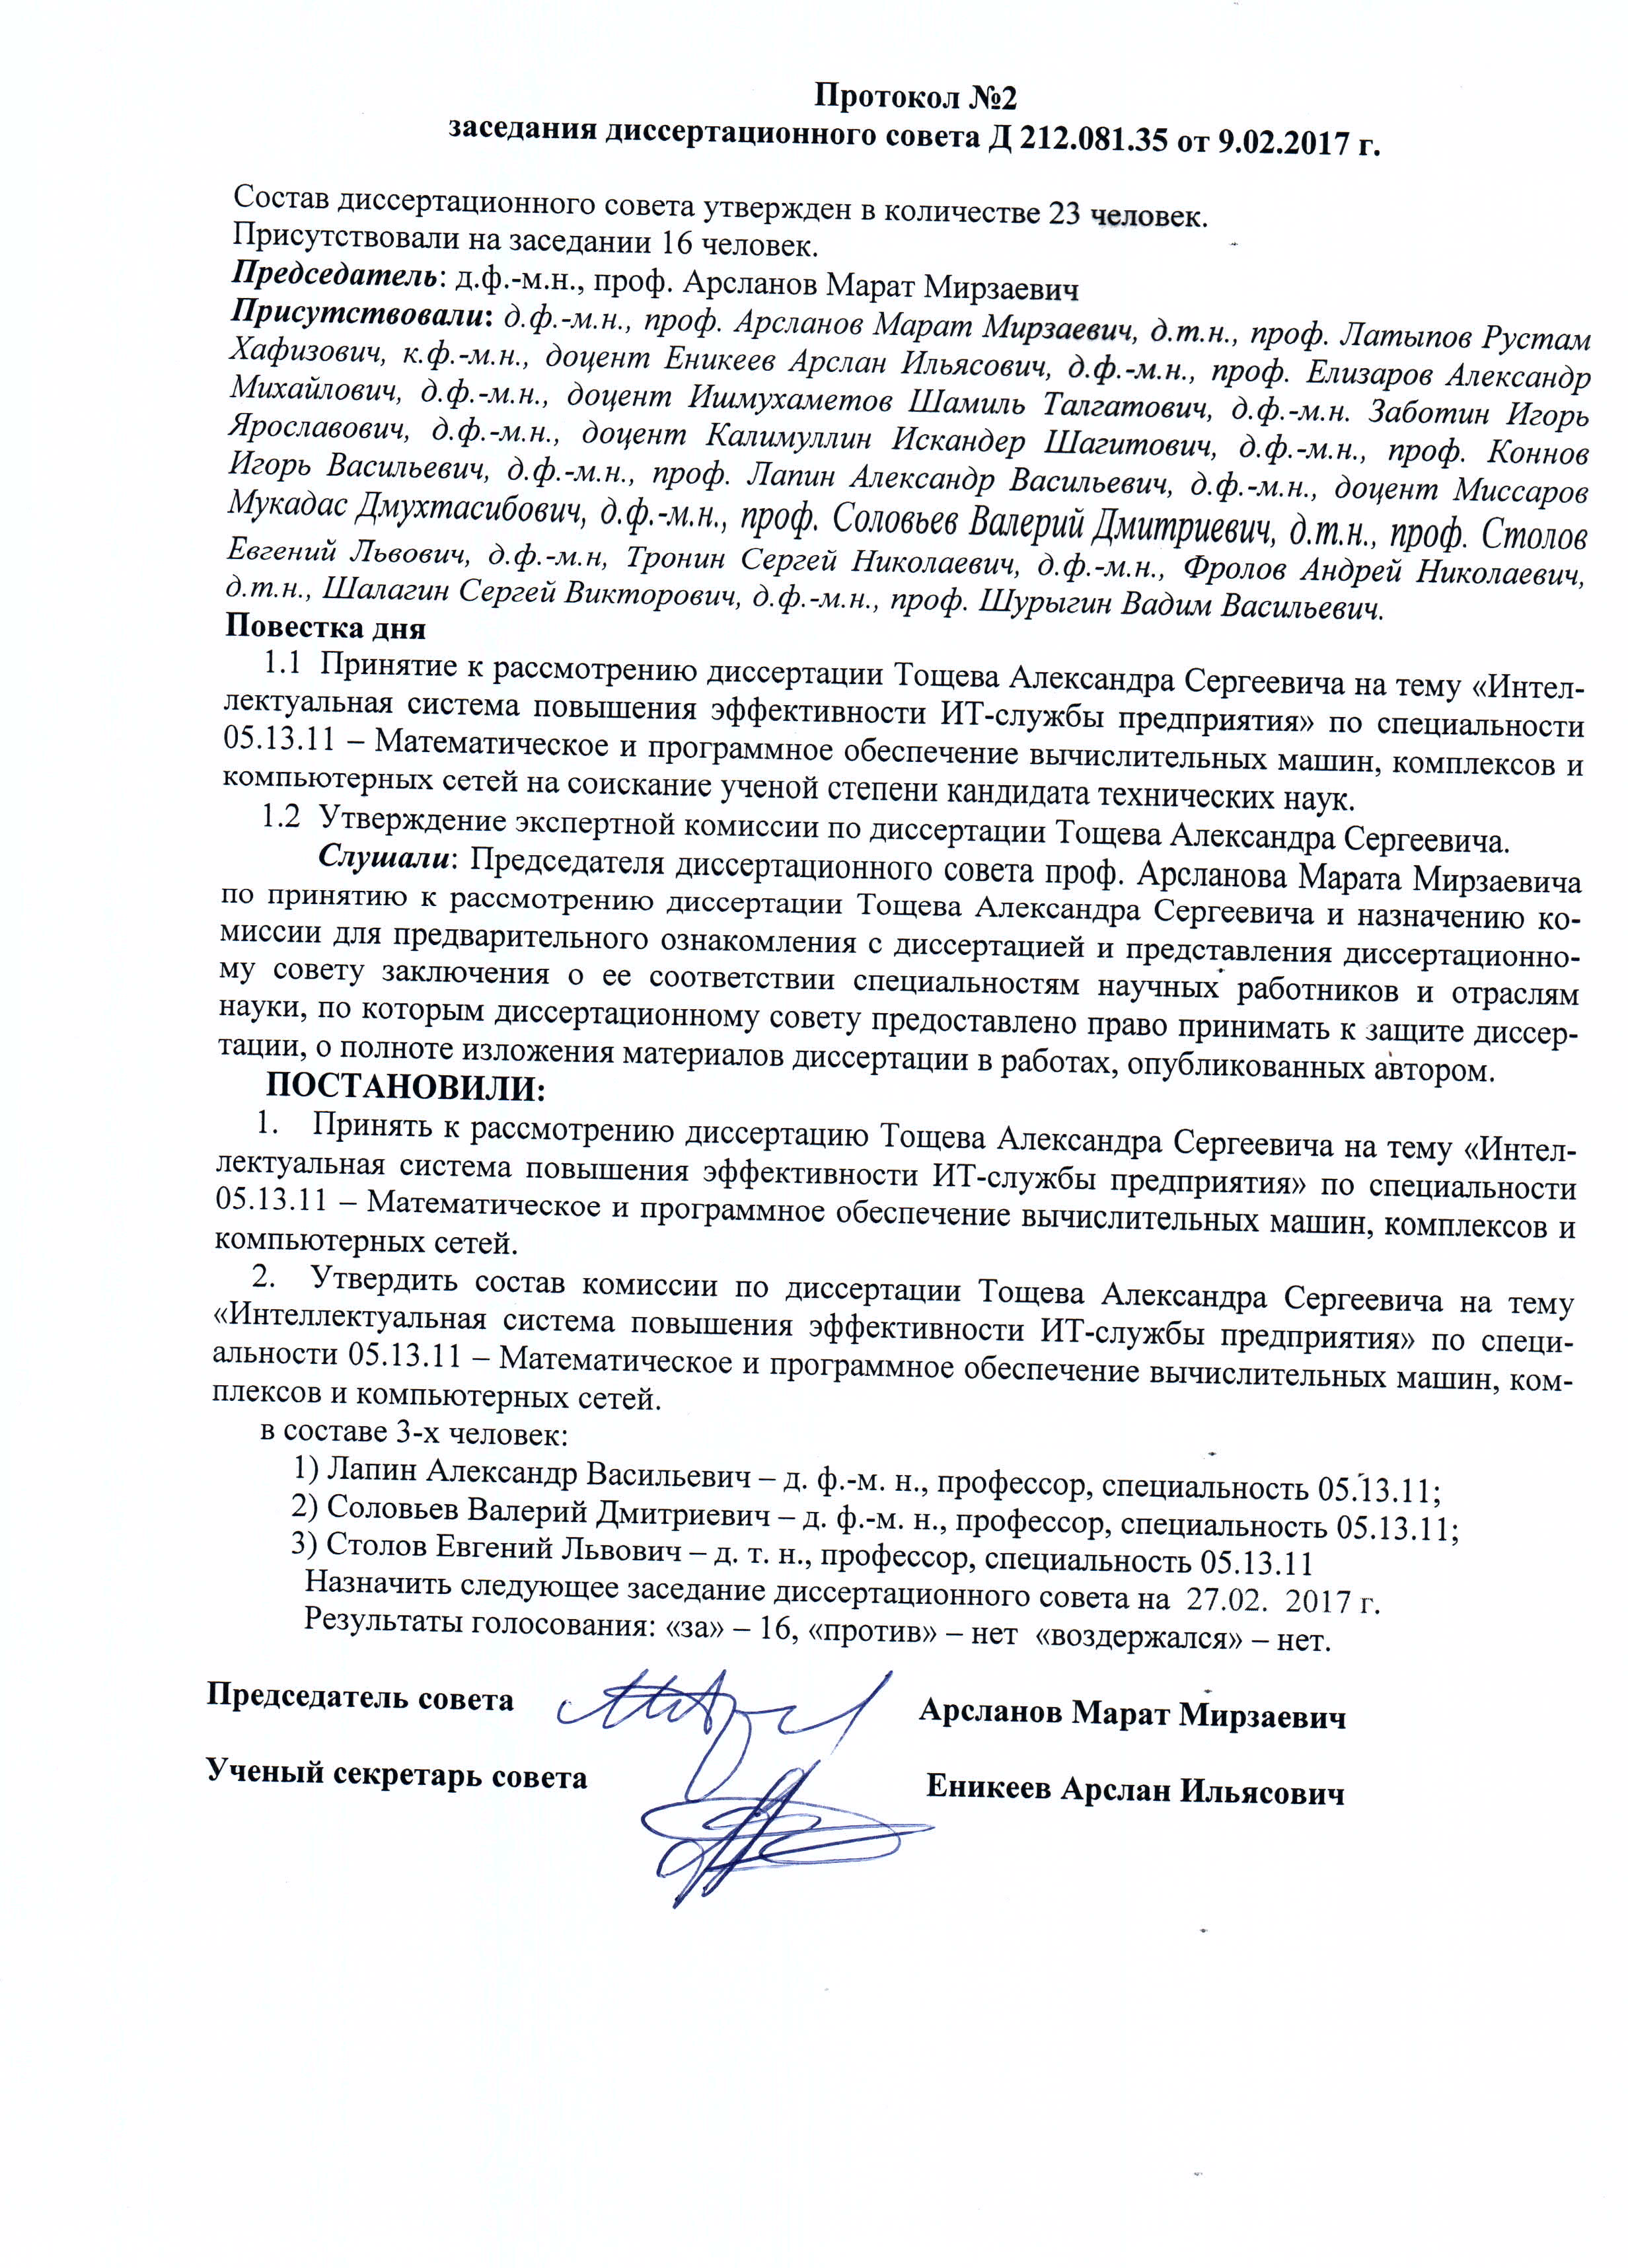 Протокол №2
заседания диссертационного совета Д 212.081.35 от 9.02.2017 г.
Состав диссертационного совета утвержден в количестве 23 человек.
Присутствовали на заседании 16 человек.
Председатель: д.ф.-м.н., проф. Арсланов Марат Мирзаевич
Присутствовали: д.ф.-м.н., проф. Арсланов Марат Мирзаевич, д.т.н., проф. Латыпов Рустам
Хафизович, к.ф.-м.н., доцент Еникеев Арслан Ильясович, д.ф.-м.н., проф. Елизаров Александр
Михайлович, д.ф.-м.н., доцент Ишмухаметов Шамиль Талгатович, д.ф.-м.н. Заботин Игорь
Ярославович, д.ф.-м.н., доцент Калимуллин Искандер Шагитович, д.ф.-м.н., проф. Коннов
Игорь Васильевич, д.ф.-м.н., проф. Лапин Александр Васильевич, д.ф.-м.н., доцент Миссаров
Мукадас Дмухтасибович, д.ф.-м.н., проф. Соловьев Валерий Дмитриевич, д.т.н., проф. Столов
Евгений Львович, д.ф.-м.н, Тронин Сергей Николаевич, д.ф.-м.н., Фролов Андрей Николаевич,
д.т.н., Шалагин Сергей Викторович, д.ф.-м.н., проф. Шурыгин Вадим Васильевич.
Повестка дня
1.1 Принятие к рассмотрению диссертации Тощева Александра Сергеевича на тему «Интел-
лектуальная система повышения эффективности ИТ-службы предприятия» по специальности
05.13.11 – Математическое и программное обеспечение вычислительных машин, комплексов и
компьютерных сетей на соискание ученой степени кандидата технических наук.
1.2 Утверждение экспертной комиссии по диссертации Тощева Александра Сергеевича.
Слушали: Председателя диссертационного совета проф. Арсланова Марата Мирзаевича
по принятию к рассмотрению диссертации Тощева Александра Сергеевича и назначению ко-
миссии для предварительного ознакомления с диссертацией и представления диссертационно-
му совету заключения о ее соответствии специальностям научных работников и отраслям
науки, по которым диссертационному совету предоставлено право принимать к защите диссер-
тации, о полноте изложения материалов диссертации в работах, опубликованных автором.
ПОСТАНОВИЛИ:
1. Принять к рассмотрению диссертацию Тощева Александра Сергеевича на тему «Интел-
лектуальная система повышения эффективности ИТ-службы предприятия» по специальности
05.13.11 – Математическое и программное обеспечение вычислительных машин, комплексов и
компьютерных сетей.
2. Утвердить состав комиссии по диссертации Тощева Александра Сергеевича на тему
«Интеллектуальная система повышения эффективности ИТ-службы предприятия» по специ-
альности 05.13.11 – Математическое и программное обеспечение вычислительных машин, ком-
плексов и компьютерных сетей.
в составе 3-х человек:
1) Лапин Александр Васильевич – д. ф.-м. н., профессор, специальность 05.13.11;
2) Соловьев Валерий Дмитриевич – д. ф.-м. н., профессор, специальность 05.13.11;
3) Столов Евгений Львович – д. т. н., профессор, специальность 05.13.11
Назначить следующее заседание диссертационного совета на 27.02. 2017 г.
Результаты голосования: «за» – 16, «против» – нет «воздержался» – нет.
Председатель совета Арсланов Марат Мирзаевич
Ученый секретарь совета Еникеев Арслан Ильясович